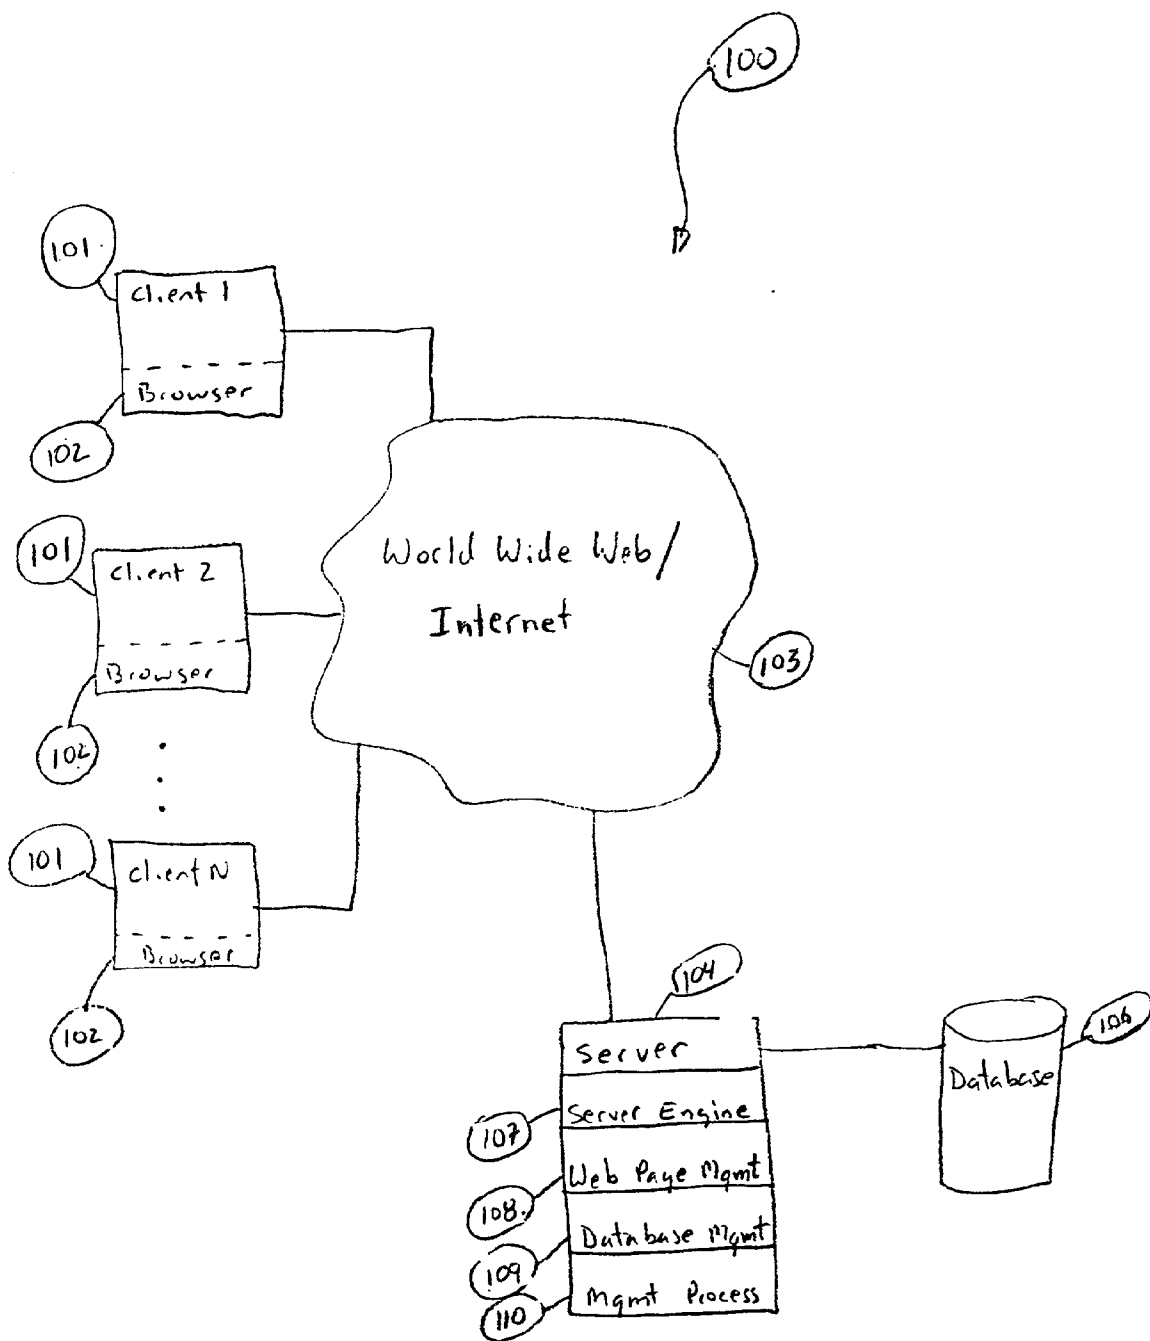 100
101
Client 1
Browser
102
101
Client 2
Browser
102
World Wide Web/
Internet
103
101
Client N
Browser
102
104
Server
Server Engine
107
Web Page Mgmt
108
Database Mgmt
109
Mgmt Process
110
Database
106